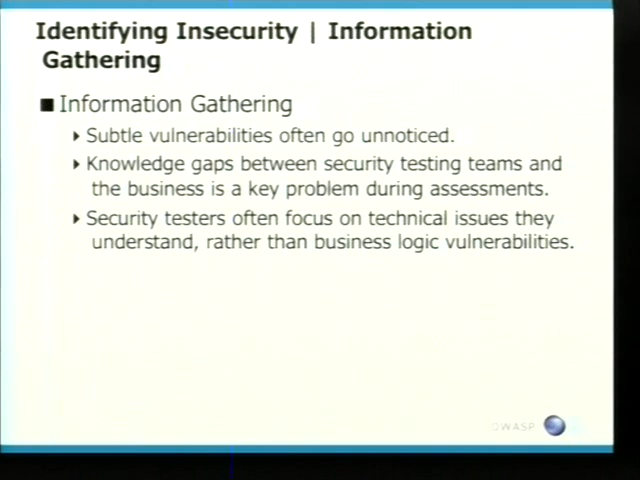 Identifying Insecurity | Information
Gathering
Information Gathering
Subtle vulnerabilities often go unnoticed.
Knowledge gaps between security testing teams and
the business is a key problem during assessments.
Security testers often focus on technical issues they
understand, rather than business logic vulnerabilities.
OWASP